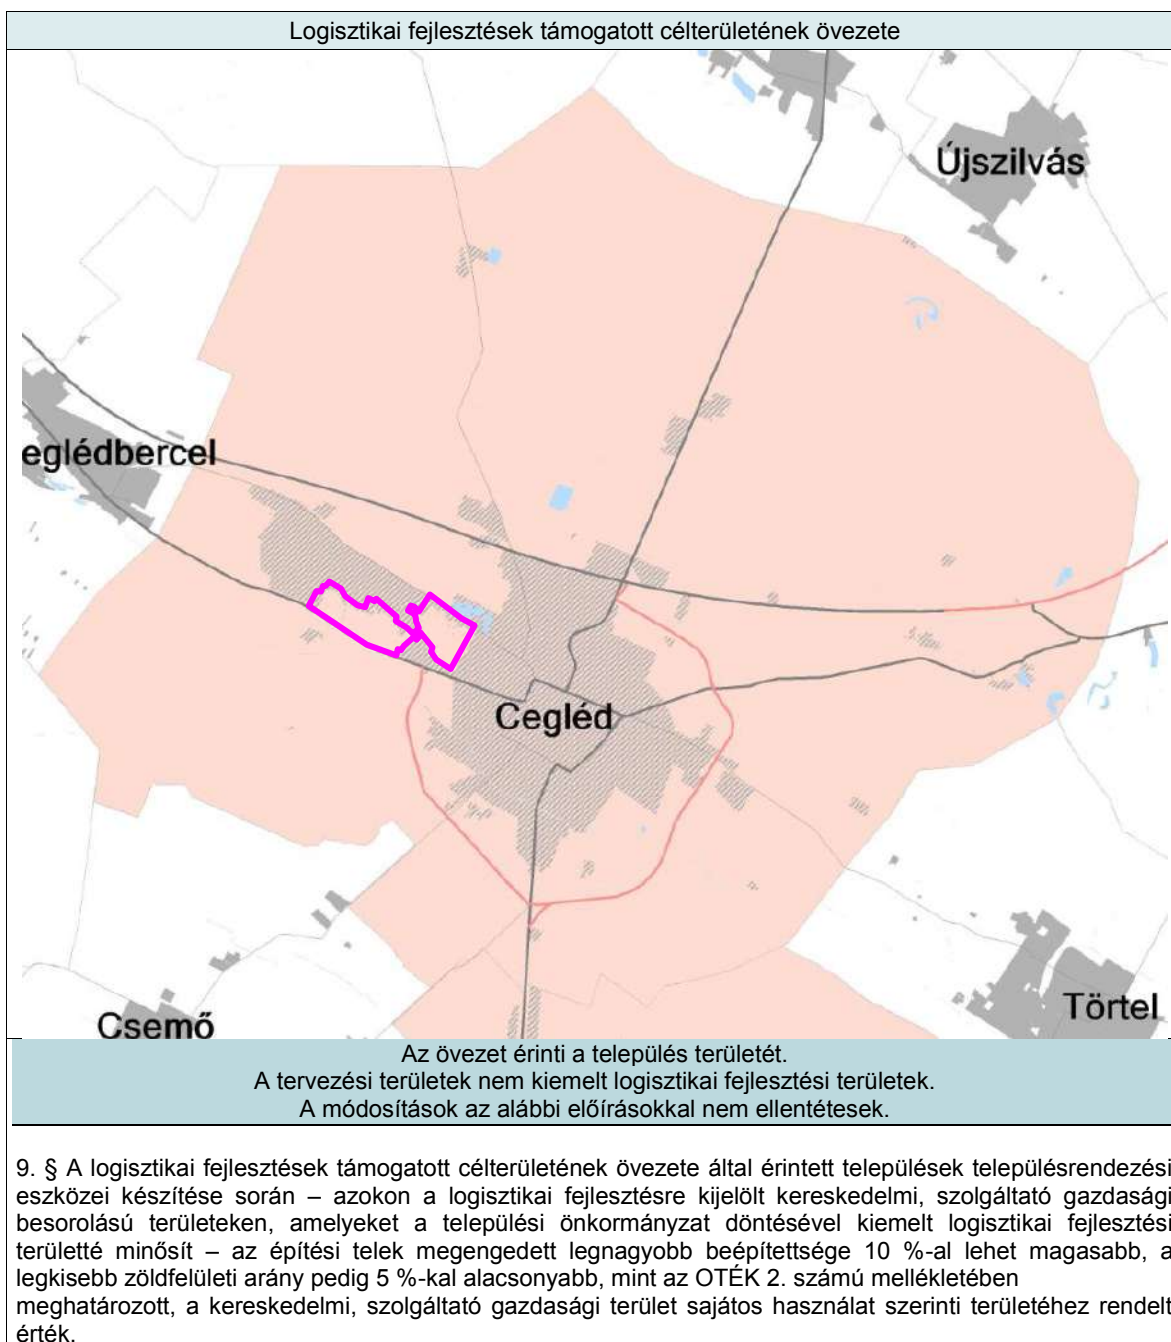 Logisztikai fejlesztések támogatott célterületének övezete
Újszilvás
eglédbercel
Cegléd
Törtel
Csemő
Az övezet érinti a település területét.
A tervezési területek nem kiemelt logisztikai fejlesztési területek.
A módosítások az alábbi előírásokkal nem ellentétesek.
9. § A logisztikai fejlesztések támogatott célterületének övezete által érintett települések településrendezési
eszközei készítése során – azokon a logisztikai fejlesztésre kijelölt kereskedelmi, szolgáltató gazdasági
besorolású területeken, amelyeket a települési önkormányzat döntésével kiemelt logisztikai fejlesztési
területté minősít – az építési telek megengedett legnagyobb beépítettsége 10 %-al lehet magasabb, a
legkisebb zöldfelületi arány pedig 5 %-kal alacsonyabb, mint az OTÉK 2. számú mellékletében
meghatározott, a kereskedelmi, szolgáltató gazdasági terület sajátos használat szerinti területéhez rendelt
érték.